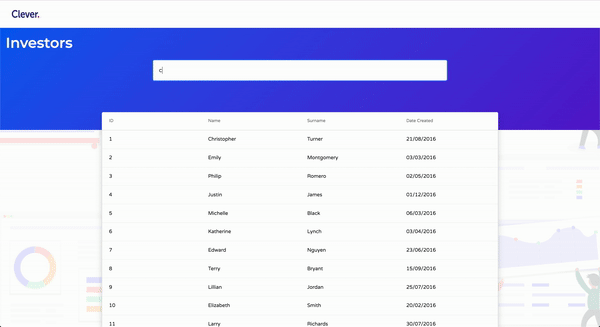 Clever.
Investors
c
ID Name Surname Date Created
1 Christopher Turner 21/08/2016
2 Emily Montgomery 03/03/2016
3 Philip Romero 02/05/2016
4 Justin James 01/12/2016
5 Michelle Black 06/03/2016
6 Katherine Lynch 03/04/2016
7 Edward Nguyen 23/06/2016
8 Terry Bryant 15/09/2016
9 Lillian Jordan 25/07/2016
10 Elizabeth Smith 20/02/2016
11 Larry Richards 30/07/2016